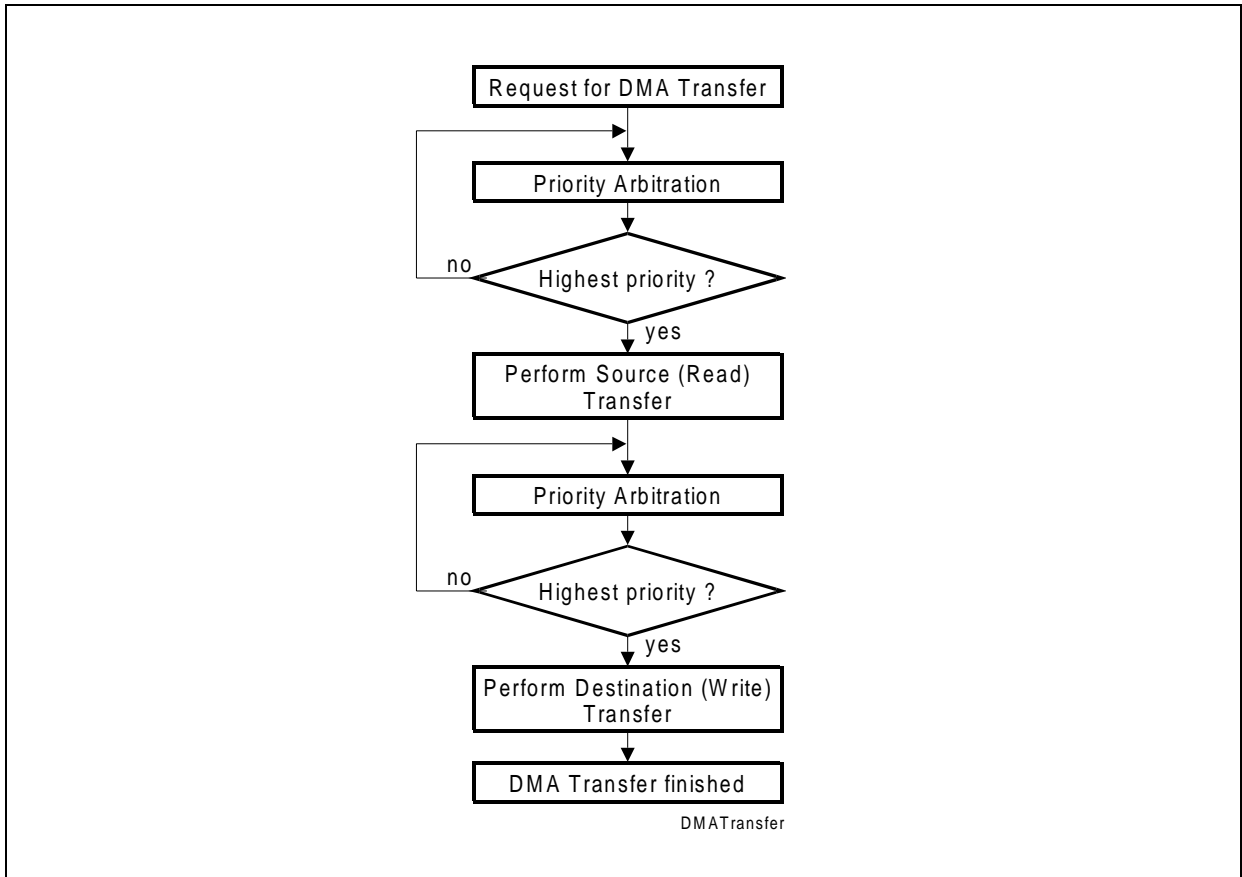 Request for DMA Transfer
Priority Arbitration
no
Highest priority ?
yes
Perform Source (Read)
Transfer
Priority Arbitration
no
Highest priority ?
yes
Perform Destination (Write)
Transfer
DMA Transfer finished
DMATransfer